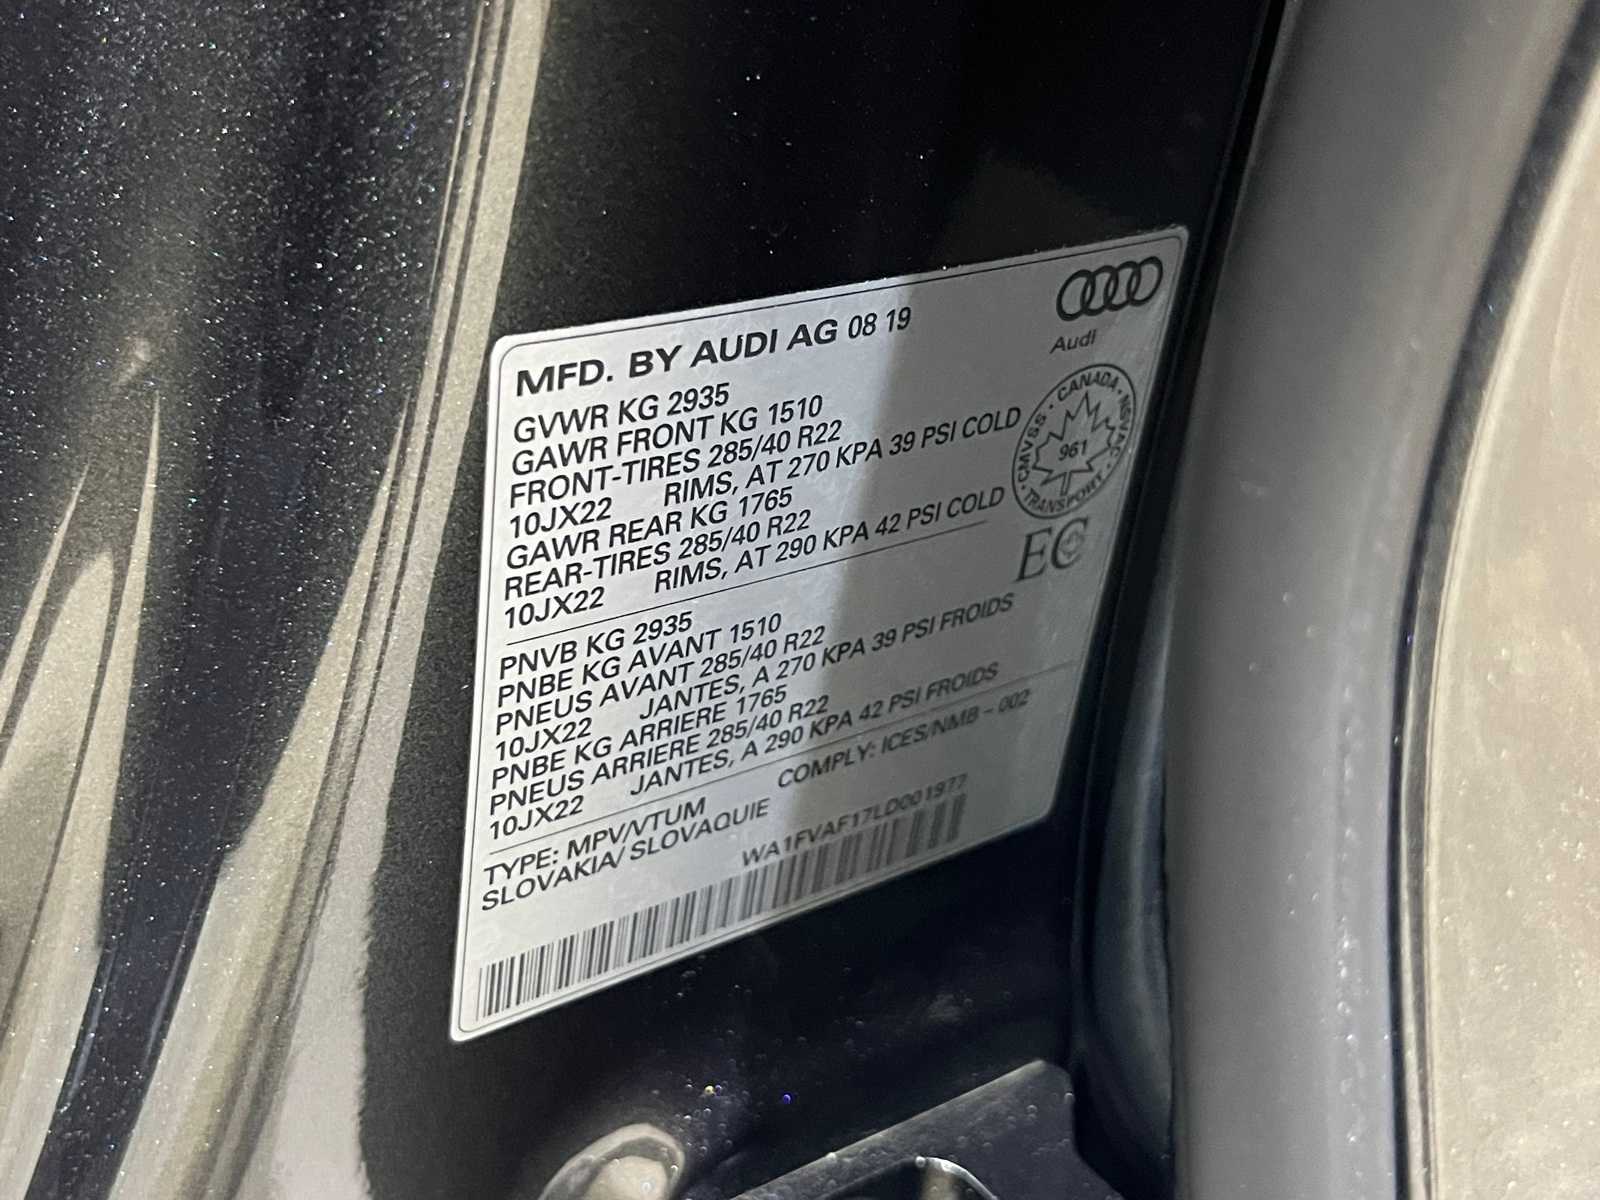 MFD. BY AUDI AG 08 19
Audi
GVWR KG 2935
GAWR FRONT KG 1510
FRONT-TIRES 285/40 R22
10JX22 RIMS, AT 270 KPA 39 PSI COLD
GAWR REAR KG 1765
REAR-TIRES 285/40 R22
10JX22 RIMS, AT 290 KPA 42 PSI COLD
CANADA · NSVAC · TRANSPORT · CMVSS ·
961
EC
PNVB KG 2935
PNBE KG AVANT 1510
PNEUS AVANT 285/40 R22
10JX22 JANTES, A 270 KPA 39 PSI FROIDS
PNBE KG ARRIERE 1765
PNEUS ARRIERE 285/40 R22
10JX22 JANTES, A 290 KPA 42 PSI FROIDS
TYPE: MPV/VTUM COMPLY: ICES/NMB - 002
SLOVAKIA/ SLOVAQUIE
WA1FVAF17LD001977